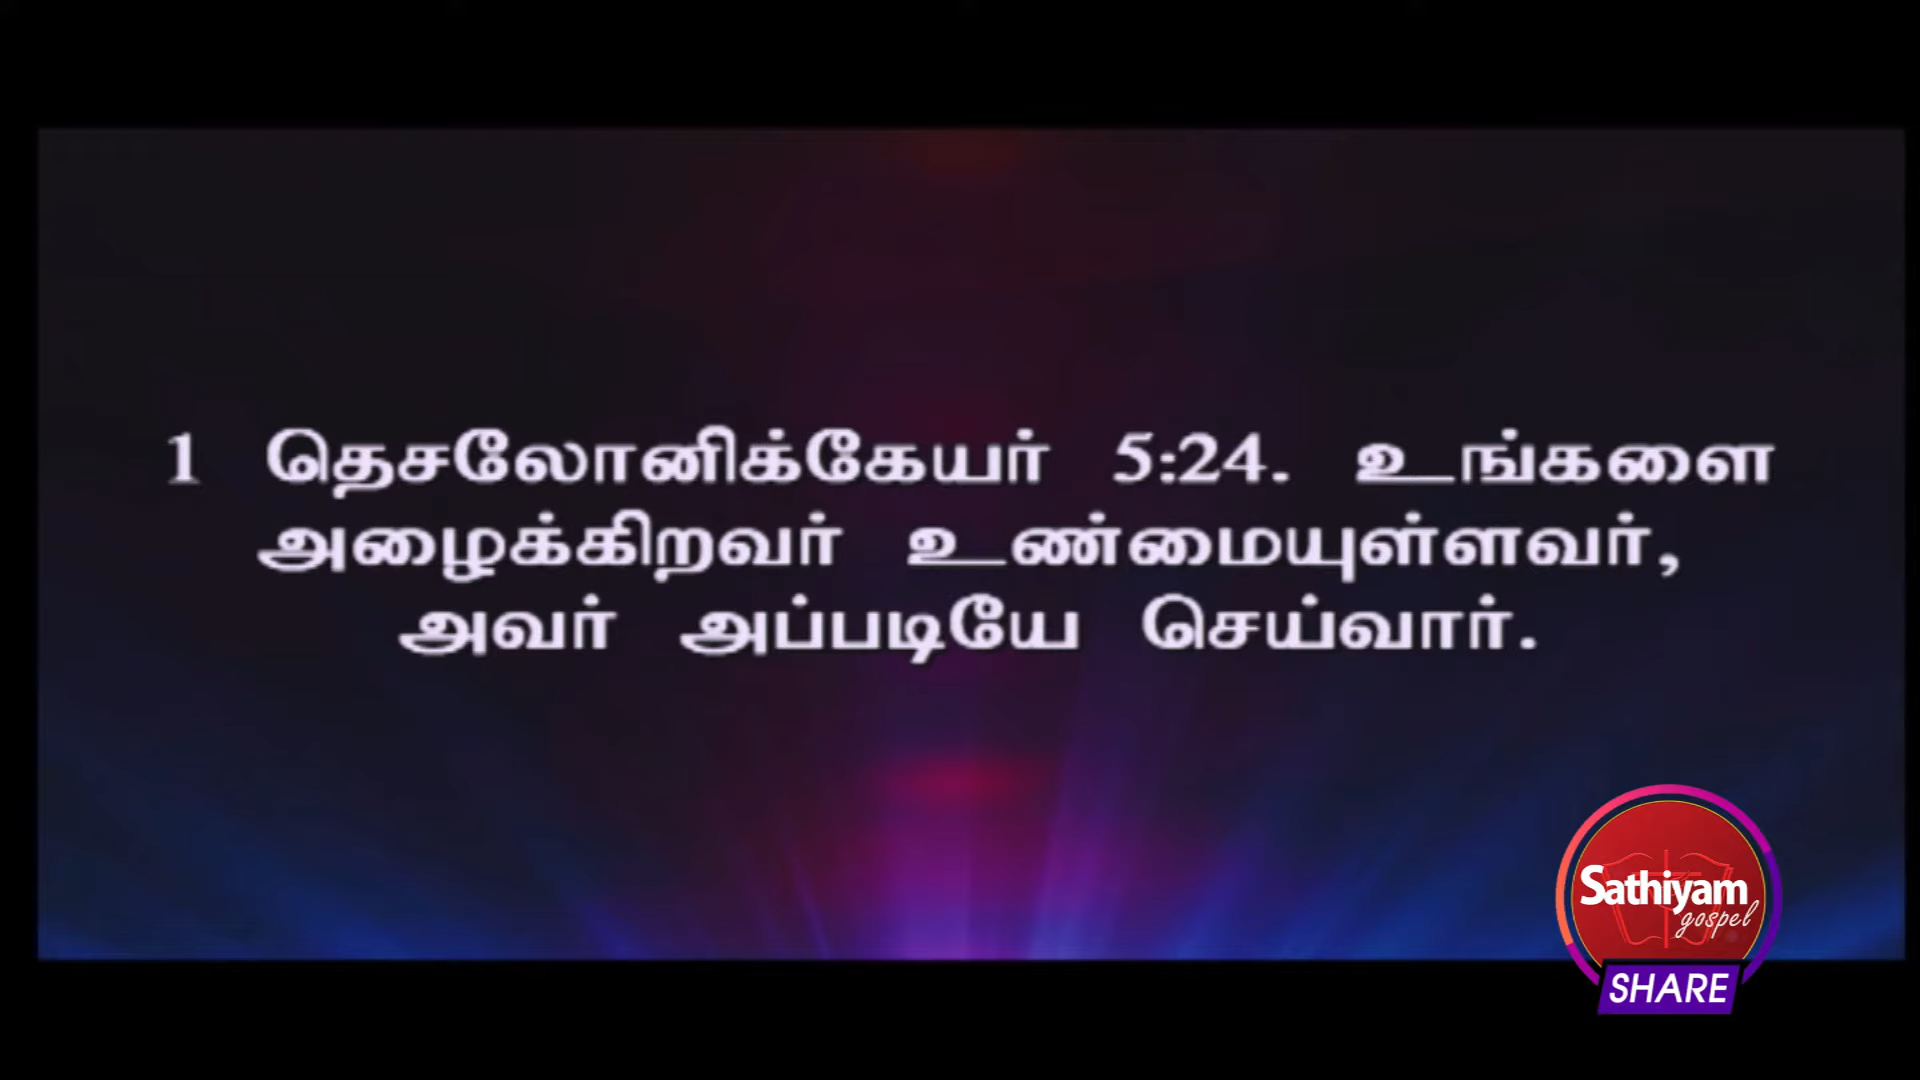 1 தெசலோனிக்கேயர் 5:24. உங்களை
அழைக்கிறவர் உண்மையுள்ளவர்,
அவர் அப்படியே செய்வார்.
Sathiyam
gospel
SHARE